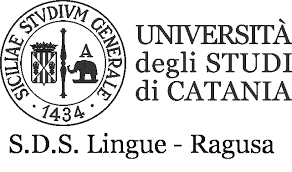 SICILIAE STVDIVM GENERALE
· 1434 ·
A
UNIVERSITÀ
degli STUDI
di CATANIA
S.D.S. Lingue - Ragusa